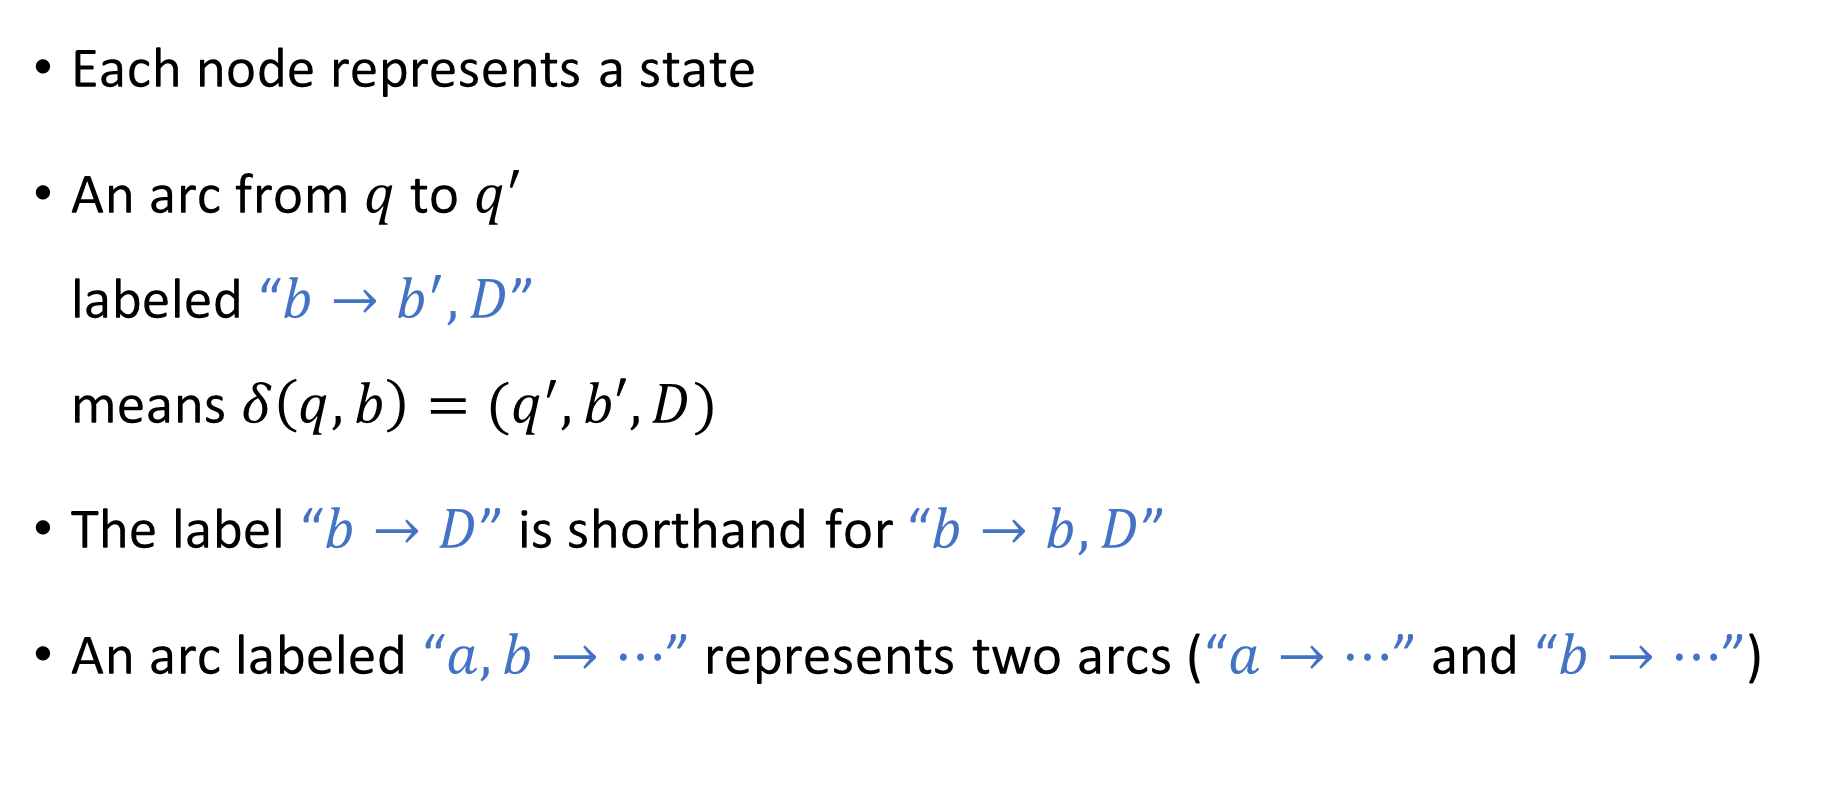 • Each node represents a state
• An arc from 𝑞 to 𝑞′
labeled “𝑏 → 𝑏′, 𝐷”
means 𝛿(𝑞, 𝑏) = (𝑞′, 𝑏′, 𝐷)
• The label “𝑏 → 𝐷” is shorthand for “𝑏 → 𝑏, 𝐷”
• An arc labeled “𝑎, 𝑏 → ⋯” represents two arcs (“𝑎 → ⋯” and “𝑏 → ⋯”)